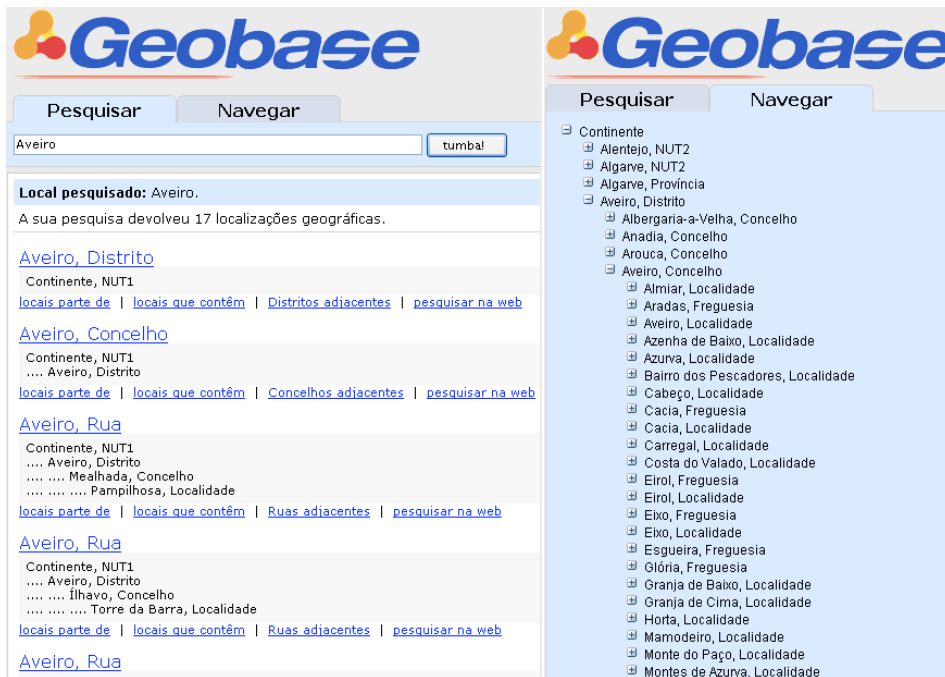 Geobase
Pesquisar Navegar
Aveiro tumba!
Local pesquisado: Aveiro.
A sua pesquisa devolveu 17 localizações geográficas.
Aveiro, Distrito
Continente, NUT1
locais parte de | locais que contêm | Distritos adjacentes | pesquisar na web
Aveiro, Concelho
Continente, NUT1
.... Aveiro, Distrito
locais parte de | locais que contêm | Concelhos adjacentes | pesquisar na web
Aveiro, Rua
Continente, NUT1
.... Aveiro, Distrito
.... .... Mealhada, Concelho
.... .... .... Pampilhosa, Localidade
locais parte de | locais que contêm | Ruas adjacentes | pesquisar na web
Aveiro, Rua
Continente, NUT1
.... Aveiro, Distrito
.... .... Ílhavo, Concelho
.... .... .... Torre da Barra, Localidade
locais parte de | locais que contêm | Ruas adjacentes | pesquisar na web
Aveiro, Rua
Geobase
Pesquisar Navegar
Continente
Alentejo, NUT2
Algarve, NUT2
Algarve, Província
Aveiro, Distrito
Albergaria-a-Velha, Concelho
Anadia, Concelho
Arouca, Concelho
Aveiro, Concelho
Almiar, Localidade
Aradas, Freguesia
Aveiro, Localidade
Azenha de Baixo, Localidade
Azurva, Localidade
Bairro dos Pescadores, Localidade
Cabeço, Localidade
Cacia, Freguesia
Cacia, Localidade
Carregal, Localidade
Costa do Valado, Localidade
Eirol, Freguesia
Eirol, Localidade
Eixo, Freguesia
Eixo, Localidade
Esgueira, Freguesia
Glória, Freguesia
Granja de Baixo, Localidade
Granja de Cima, Localidade
Horta, Localidade
Mamodeiro, Localidade
Monte do Paço, Localidade
Montes de Azurva, Localidade